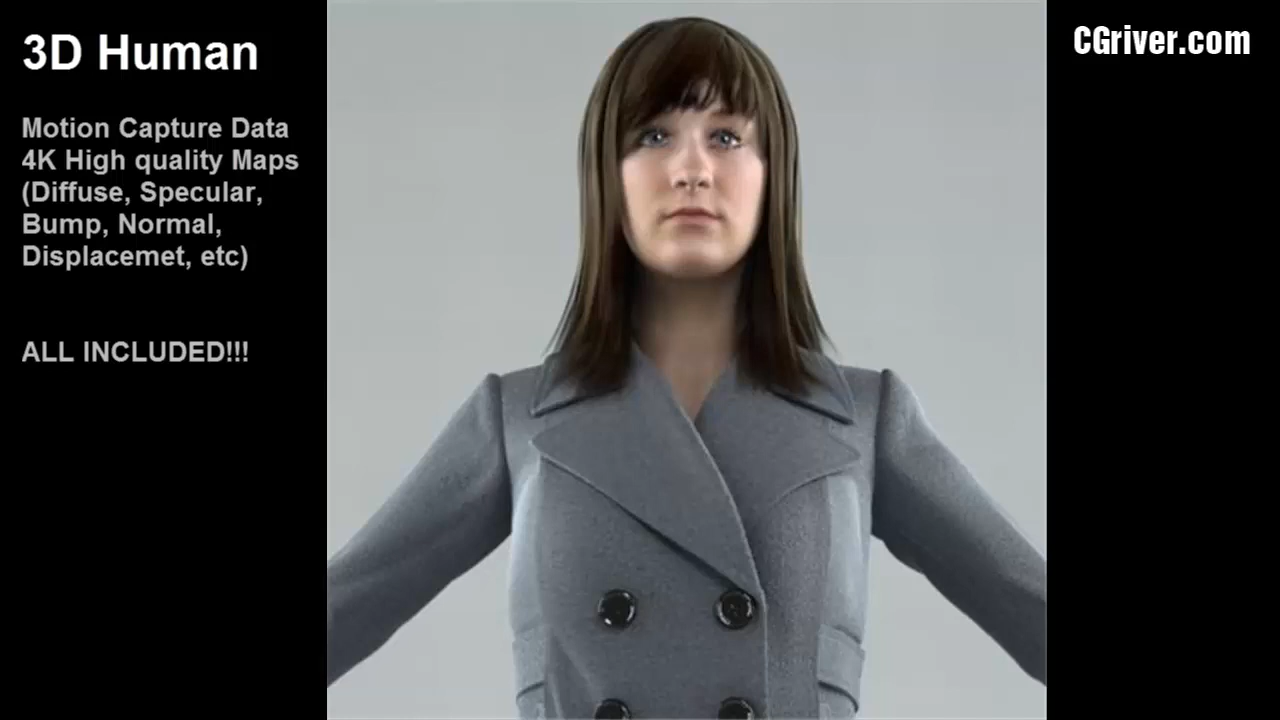 3D Human
CGriver.com
Motion Capture Data
4K High quality Maps
(Diffuse, Specular,
Bump, Normal,
Displacemet, etc)
ALL INCLUDED!!!